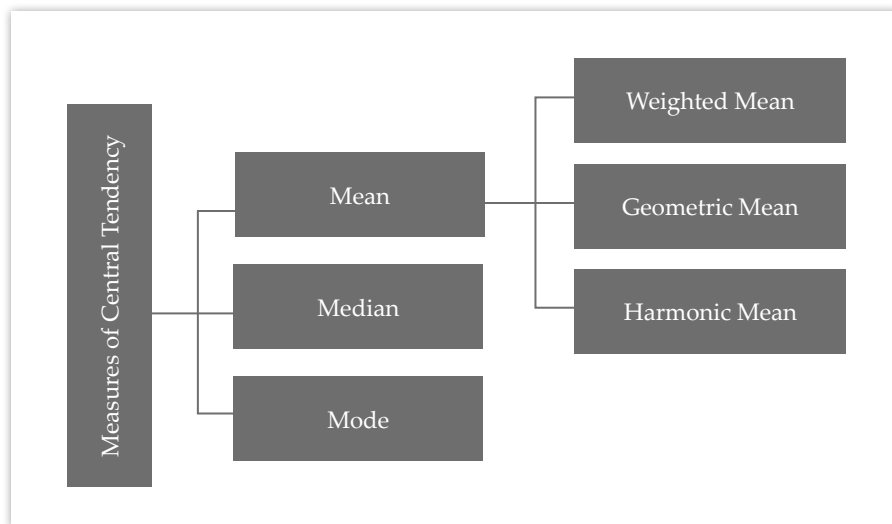 Measures of Central Tendency
Mean
Median
Mode
Weighted Mean
Geometric Mean
Harmonic Mean